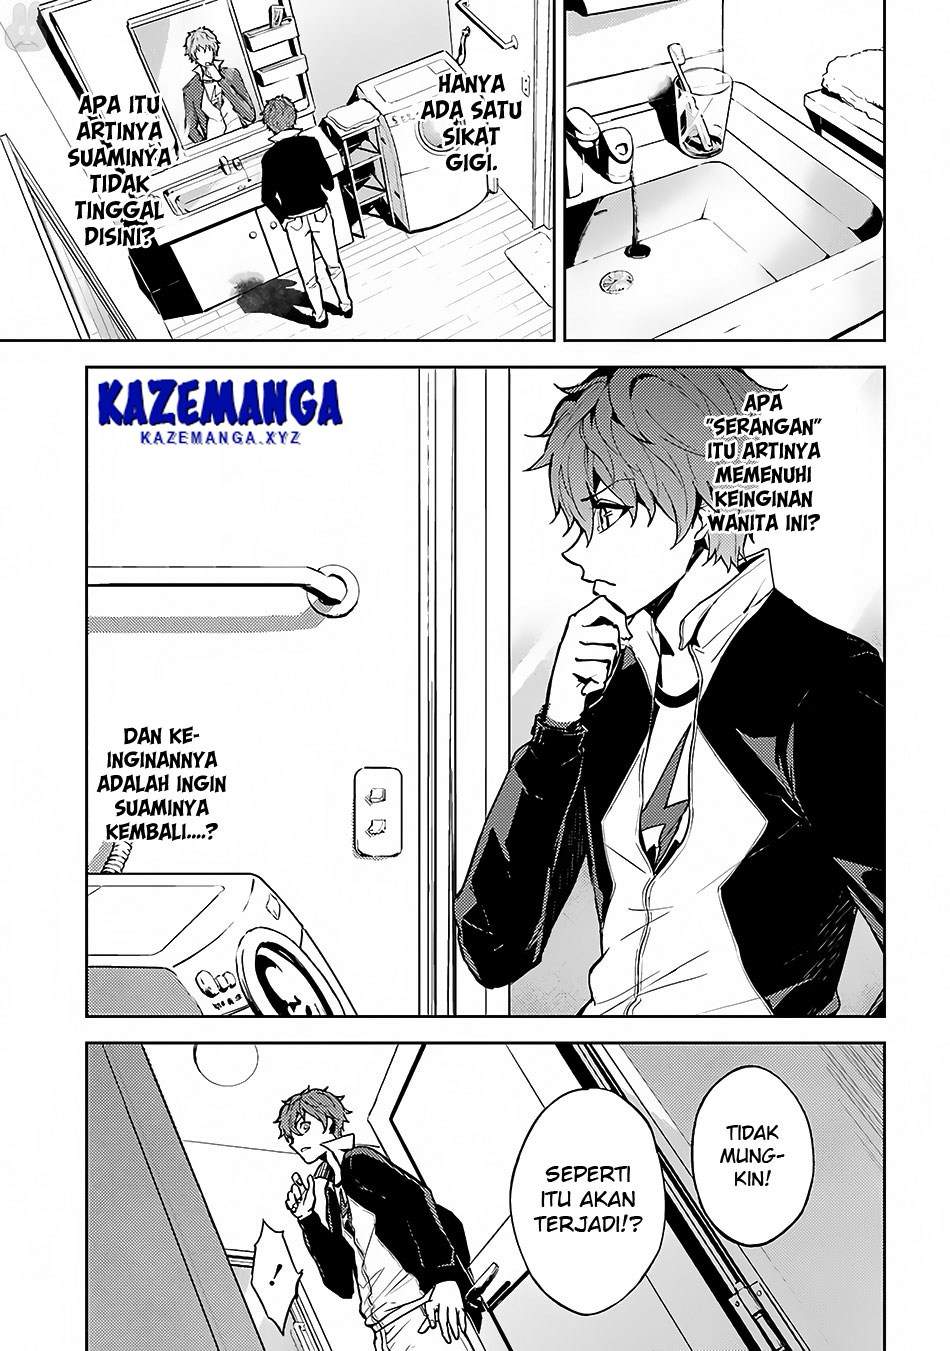 HANYA
ADA SATU
SIKAT
GIGI.
APA ITU
ARTINYA
SUAMINYA
TIDAK
TINGGAL
DISINI?
KAZEMANGA
KAZEMANGA.XYZ
APA
"SERANGAN"
ITU ARTINYA
MEMENUHI
KEINGINAN
WANITA INI?
DAN KE-
INGINANNYA
ADALAH INGIN
SUAMINYA
KEMBALI....?
TIDAK
MUNG-
KIN!
SEPERTI
ITU AKAN
TERJADI!?
!